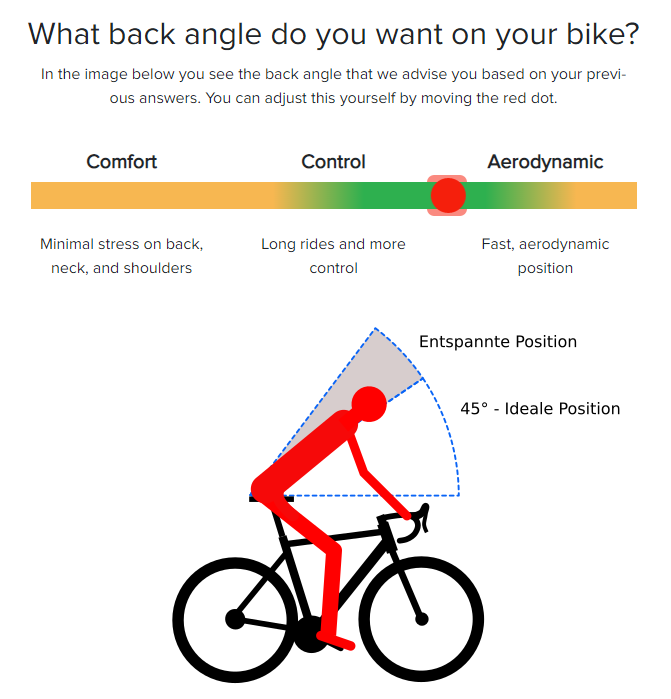 What back angle do you want on your bike?
In the image below you see the back angle that we advise you based on your previ-
ous answers. You can adjust this yourself by moving the red dot.
Comfort
Control
Aerodynamic
Minimal stress on back,
neck, and shoulders
Long rides and more
control
Fast, aerodynamic
position
Entspannte Position
45° - Ideale Position